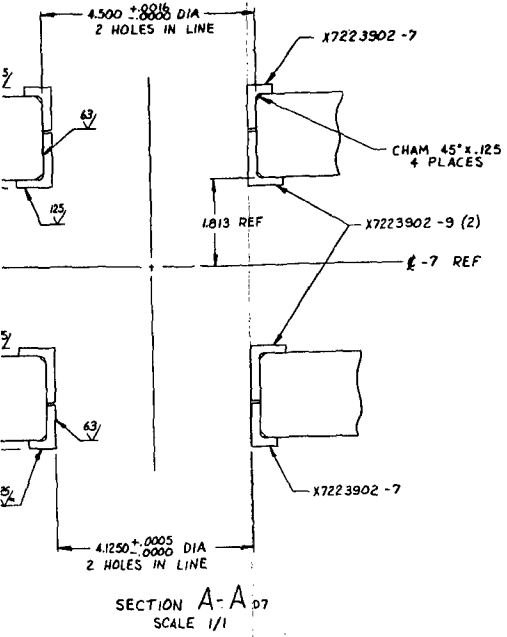 4.500 +.0016 -.0000 DIA
2 HOLES IN LINE
X7223902-7
63
CHAM 45° X .125
4 PLACES
125
1.813 REF
X7223902-9 (2)
℄ -7 REF
63
X7223902-7
4.1250 +.0005 -.0000 DIA
2 HOLES IN LINE
SECTION A-A D7
SCALE 1/1